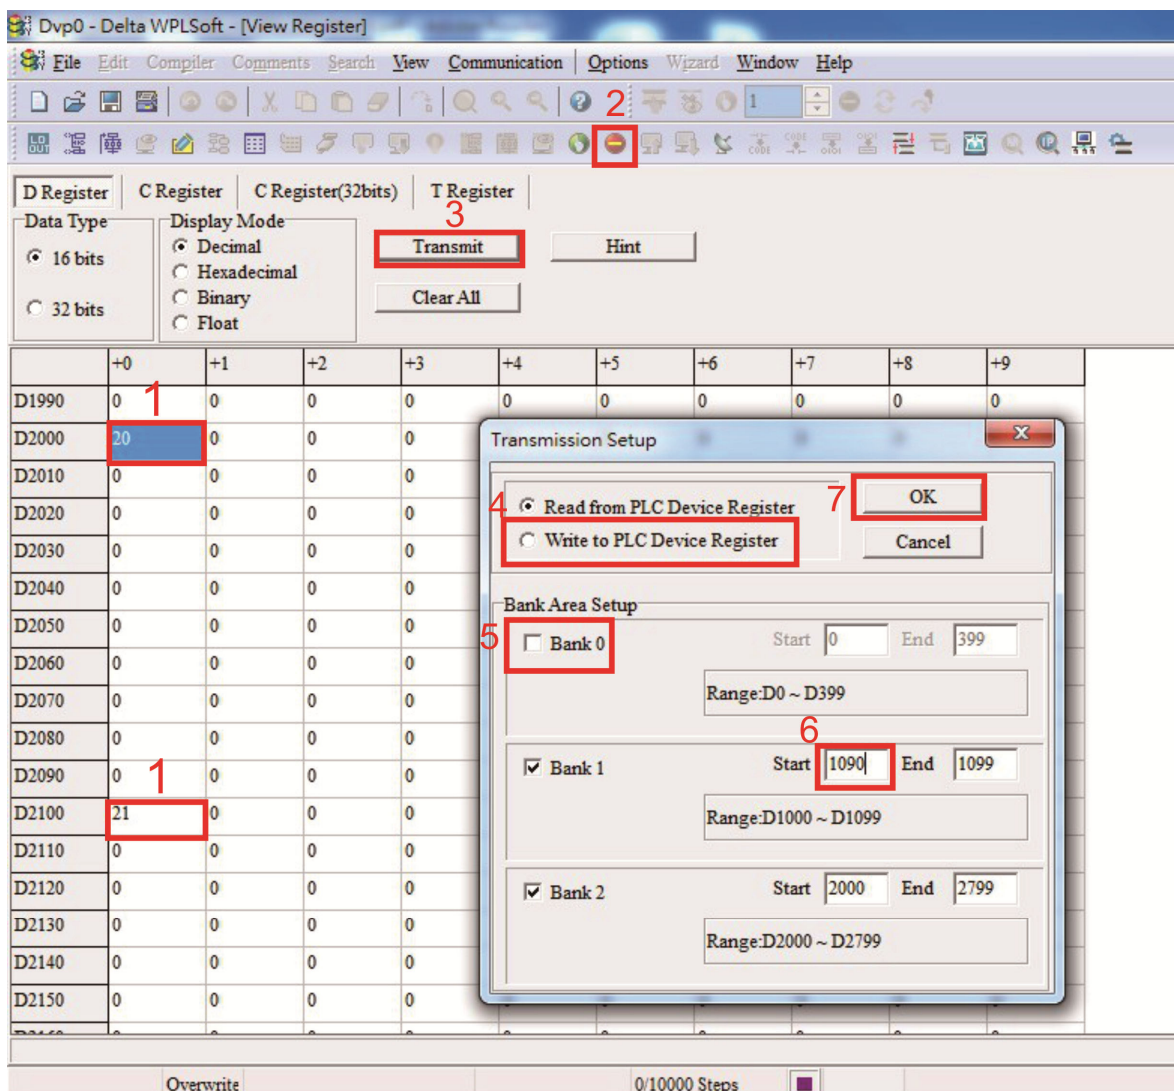 Dvp0 - Delta WPLSoft - [View Register]
File Edit Compiler Comments Search View Communication Options Wizard Window Help
2
1
D Register C Register C Register(32bits) T Register
3
Data Type Display Mode
16 bits
32 bits
Decimal
Hexadecimal
Binary
Float
Transmit Hint
Clear All
+0 +1 +2 +3 +4 +5 +6 +7 +8 +9
1
D1990 0 0 0 0 0 0 0 0 0 0
D2000 20 0 0 0
D2010 0 0 0 0
D2020 0 0 0 0
D2030 0 0 0 0
D2040 0 0 0 0
D2050 0 0 0 0
D2060 0 0 0 0
D2070 0 0 0 0
D2080 0 0 0 0
1
D2090 0 0 0 0
D2100 21 0 0 0
D2110 0 0 0 0
D2120 0 0 0 0
D2130 0 0 0 0
D2140 0 0 0 0
D2150 0 0 0 0
Transmission Setup
4 Read from PLC Device Register 7 OK
Write to PLC Device Register Cancel
Bank Area Setup
5 Bank 0 Start 0 End 399
Range:D0 ~ D399
6
Bank 1 Start 1090 End 1099
Range:D1000 ~ D1099
Bank 2 Start 2000 End 2799
Range:D2000 ~ D2799
Overwrite 0/10000 Steps